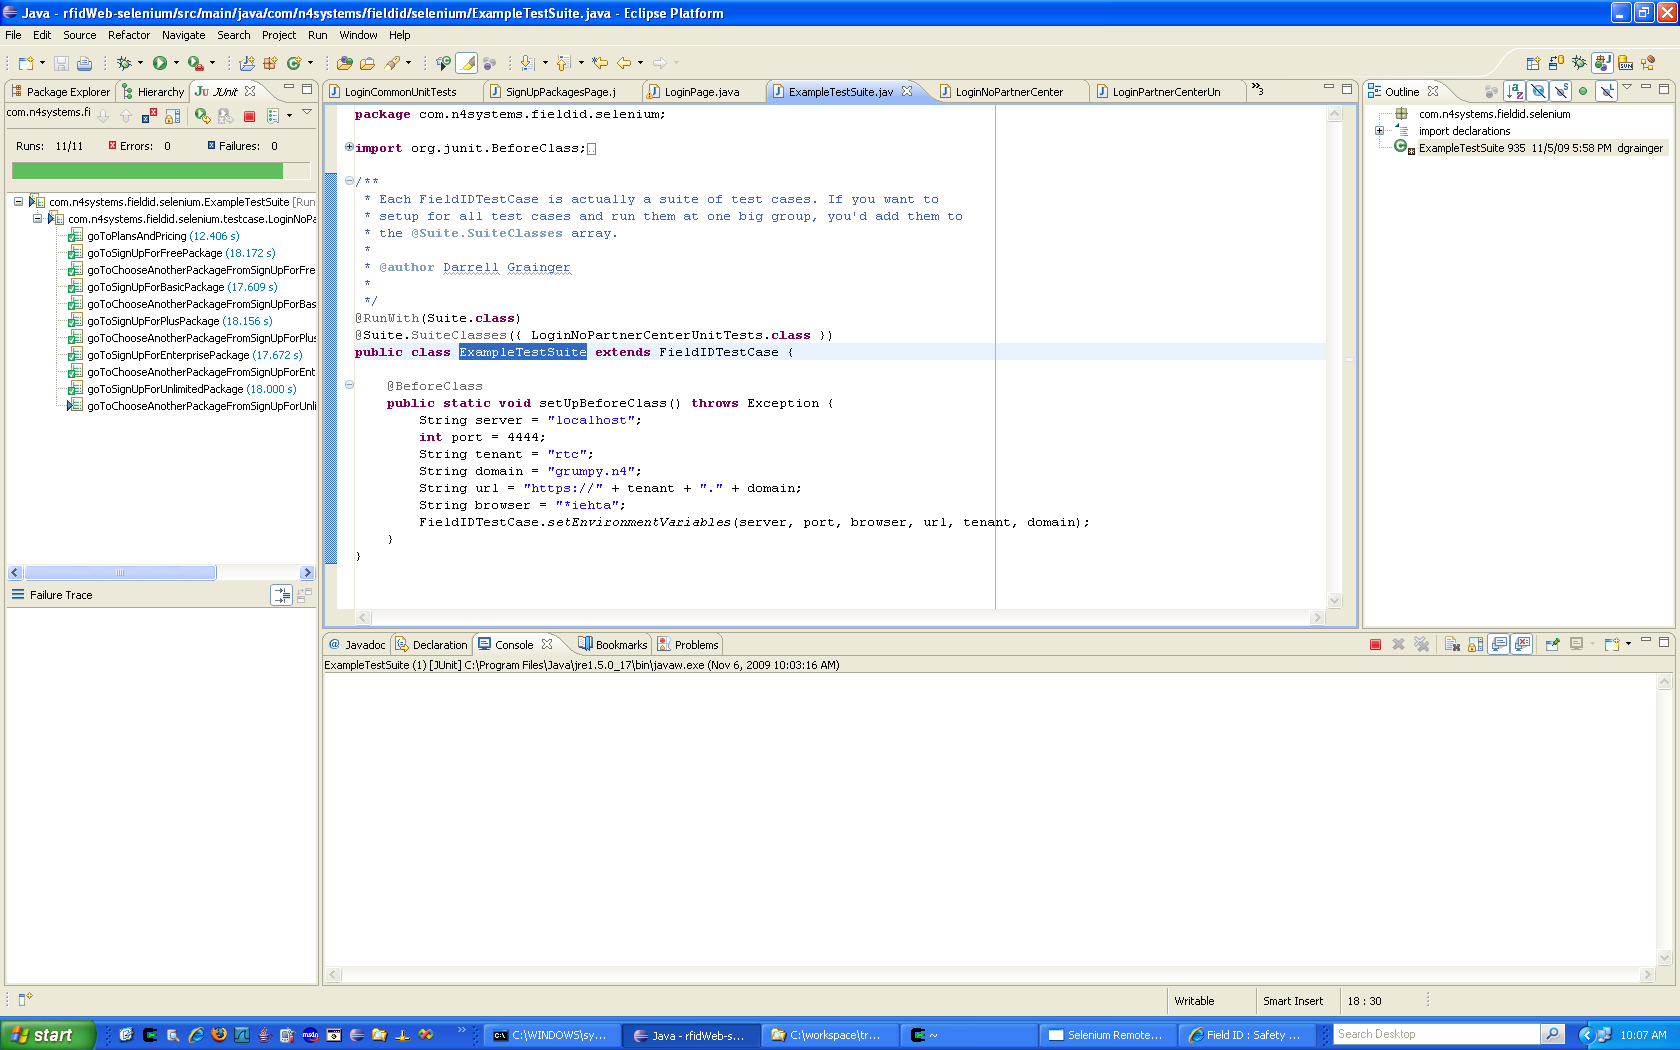 Java - rfidWeb-selenium/src/main/java/com/n4systems/fieldid/selenium/ExampleTestSuite.java - Eclipse Platform
File Edit Source Refactor Navigate Search Project Run Window Help
Package Explorer Hierarchy JUnit
LoginCommonUnitTests SignUpPackagesPage.j LoginPage.java ExampleTestSuite.jav LoginNoPartnerCenter LoginPartnerCenterUn »3
Outline
com.n4systems.fi
Runs: 11/11 Errors: 0 Failures: 0
com.n4systems.fieldid.selenium.ExampleTestSuite [Run
com.n4systems.fieldid.selenium.testcase.LoginNoPa
goToPlansAndPricing (12.406 s)
goToSignUpForFreePackage (18.172 s)
goToChooseAnotherPackageFromSignUpForFre
goToSignUpForBasicPackage (17.609 s)
goToChooseAnotherPackageFromSignUpForBas
goToSignUpForPlusPackage (18.156 s)
goToChooseAnotherPackageFromSignUpForPlus
goToSignUpForEnterprisePackage (17.672 s)
goToChooseAnotherPackageFromSignUpForEnt
goToSignUpForUnlimitedPackage (18.000 s)
goToChooseAnotherPackageFromSignUpForUnli
Failure Trace
package com.n4systems.fieldid.selenium;
import org.junit.BeforeClass;
/**
* Each FieldIDTestCase is actually a suite of test cases. If you want to
* setup for all test cases and run them at one big group, you'd add them to
* the @Suite.SuiteClasses array.
*
* @author Darrell Grainger
*
*/
@RunWith(Suite.class)
@Suite.SuiteClasses({ LoginNoPartnerCenterUnitTests.class })
public class ExampleTestSuite extends FieldIDTestCase {
@BeforeClass
public static void setUpBeforeClass() throws Exception {
String server = "localhost";
int port = 4444;
String tenant = "rtc";
String domain = "grumpy.n4";
String url = "https://" + tenant + "." + domain;
String browser = "*iehta";
FieldIDTestCase.setEnvironmentVariables(server, port, browser, url, tenant, domain);
}
}
com.n4systems.fieldid.selenium
import declarations
ExampleTestSuite 935 11/5/09 5:58 PM dgrainger
Javadoc Declaration Console Bookmarks Problems
ExampleTestSuite (1) [JUnit] C:\Program Files\Java\jre1.5.0_17\bin\javaw.exe (Nov 6, 2009 10:03:16 AM)
Writable Smart Insert 18 : 30
start C:\WINDOWS\sy... Java - rfidWeb-s... C:\workspace\tr... ~ Selenium Remote... Field ID : Safety ... Search Desktop 10:07 AM